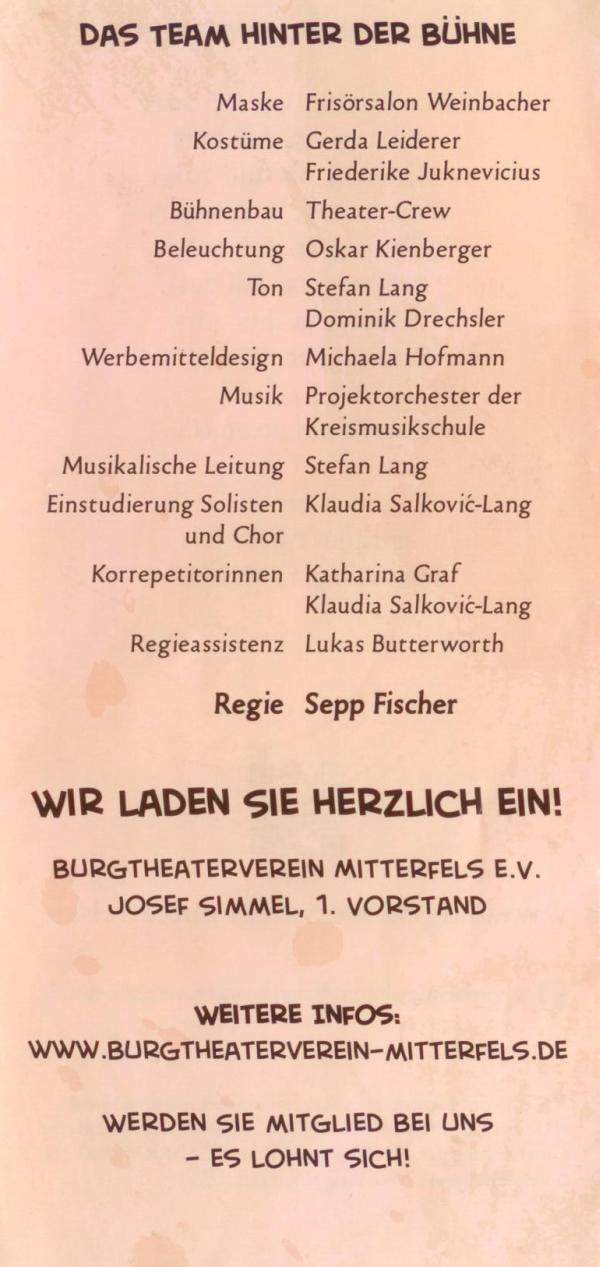 DAS TEAM HINTER DER BÜHNE
Maske Frisörsalon Weinbacher
Kostüme Gerda Leiderer
Friederike Juknevicius
Bühnenbau Theater-Crew
Beleuchtung Oskar Kienberger
Ton Stefan Lang
Dominik Drechsler
Werbemitteldesign Michaela Hofmann
Musik Projektorchester der
Kreismusikschule
Musikalische Leitung Stefan Lang
Einstudierung Solisten Klaudia Salković-Lang
und Chor
Korrepetitorinnen Katharina Graf
Klaudia Salković-Lang
Regieassistenz Lukas Butterworth
Regie Sepp Fischer
WIR LADEN SIE HERZLICH EIN!
BURGTHEATERVEREIN MITTERFELS E.V.
JOSEF SIMMEL, 1. VORSTAND
WEITERE INFOS:
WWW.BURGTHEATERVEREIN-MITTERFELS.DE
WERDEN SIE MITGLIED BEI UNS
– ES LOHNT SICH!